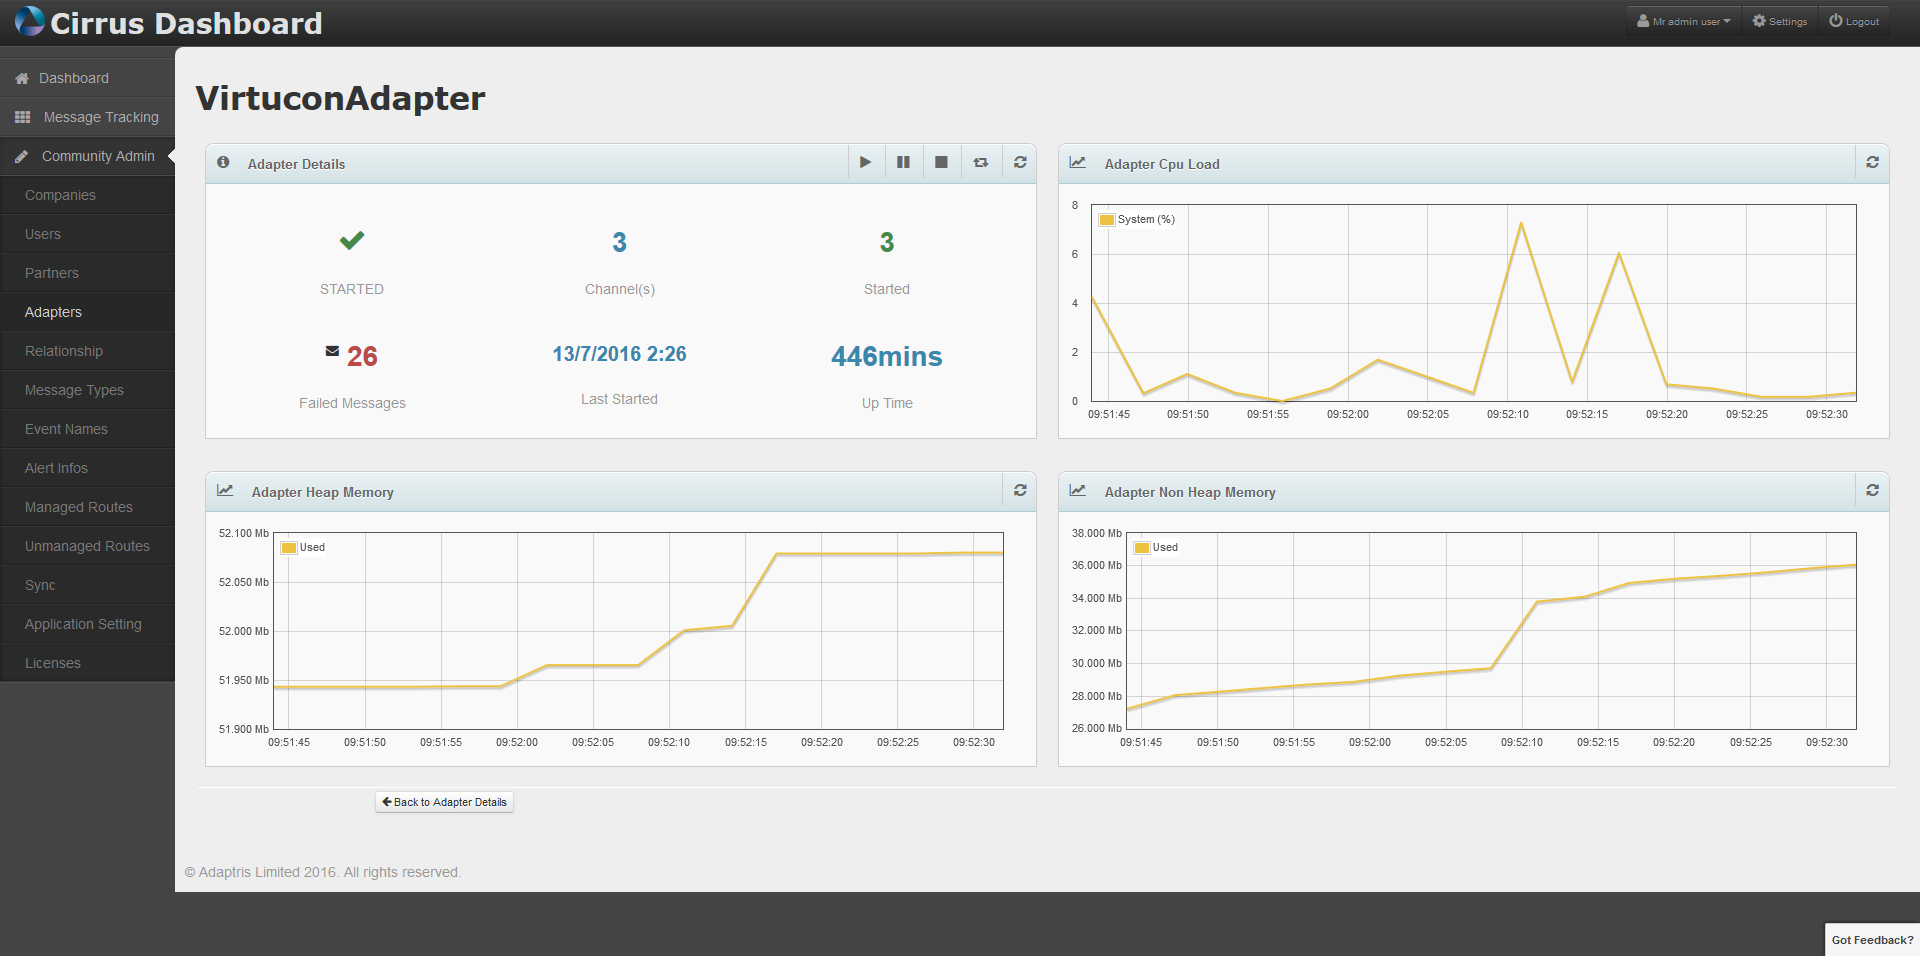 Cirrus Dashboard
Mr admin user
Settings
Logout
Dashboard
Message Tracking
Community Admin
Companies
Users
Partners
Adapters
Relationship
Message Types
Event Names
Alert Infos
Managed Routes
Unmanaged Routes
Sync
Application Setting
Licenses
VirtuconAdapter
Adapter Details
STARTED
3
Channel(s)
3
Started
26
Failed Messages
13/7/2016 2:26
Last Started
446mins
Up Time
Adapter Cpu Load
System (%)
8
6
4
2
0
09:51:45 09:51:50 09:51:55 09:52:00 09:52:05 09:52:10 09:52:15 09:52:20 09:52:25 09:52:30
Adapter Heap Memory
Used
52.100 Mb
52.050 Mb
52.000 Mb
51.950 Mb
51.900 Mb
09:51:45 09:51:50 09:51:55 09:52:00 09:52:05 09:52:10 09:52:15 09:52:20 09:52:25 09:52:30
Adapter Non Heap Memory
Used
38.000 Mb
36.000 Mb
34.000 Mb
32.000 Mb
30.000 Mb
28.000 Mb
26.000 Mb
09:51:45 09:51:50 09:51:55 09:52:00 09:52:05 09:52:10 09:52:15 09:52:20 09:52:25 09:52:30
Back to Adapter Details
© Adaptris Limited 2016. All rights reserved.
Got Feedback?